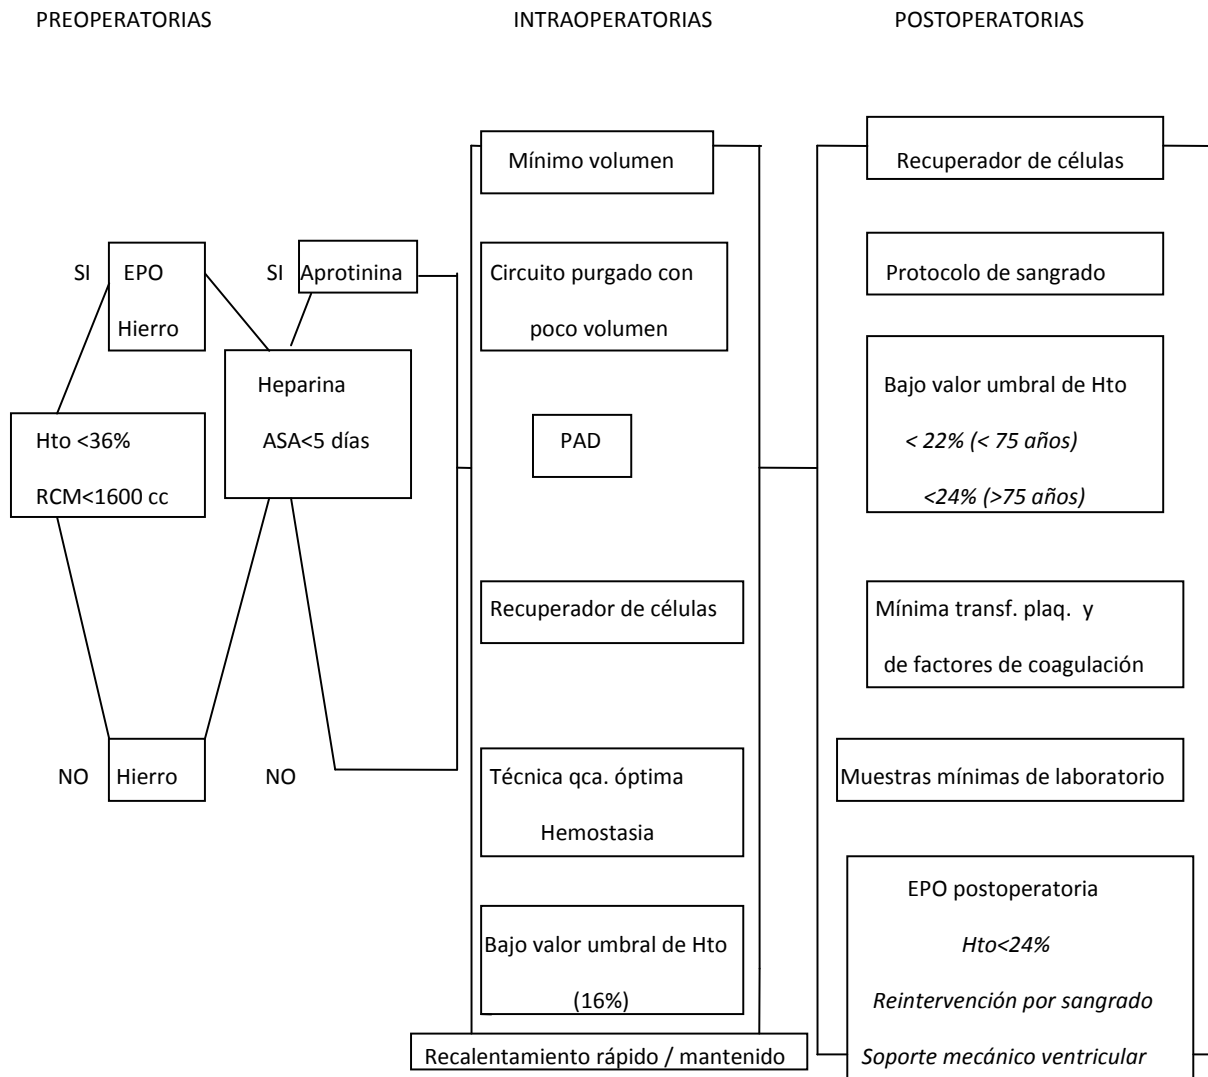 PREOPERATORIAS
INTRAOPERATORIAS
POSTOPERATORIAS
SI
EPO
Hierro
Hto <36%
RCM<1600 cc
NO
Hierro
Heparina
ASA<5 días
SI
Aprotinina
NO
Mínimo volumen
Circuito purgado con
poco volumen
PAD
Recuperador de células
Técnica qca. óptima
Hemostasia
Bajo valor umbral de Hto
(16%)
Recalentamiento rápido / mantenido
Recuperador de células
Protocolo de sangrado
Bajo valor umbral de Hto
< 22% (< 75 años)
<24% (>75 años)
Mínima transf. plaq. y
de factores de coagulación
Muestras mínimas de laboratorio
EPO postoperatoria
Hto<24%
Reintervención por sangrado
Soporte mecánico ventricular